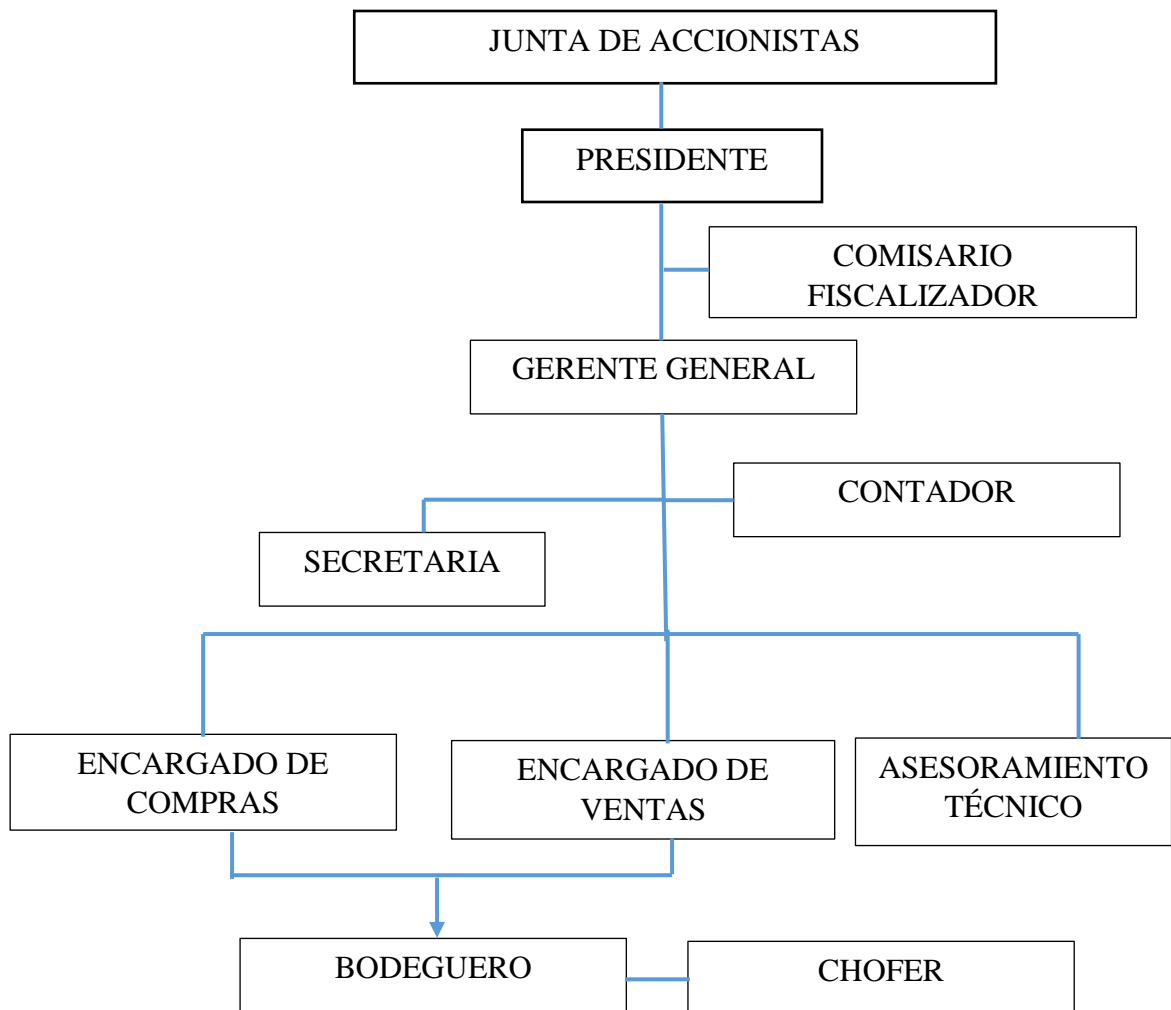 JUNTA DE ACCIONISTAS
PRESIDENTE
COMISARIO
FISCALIZADOR
GERENTE GENERAL
CONTADOR
SECRETARIA
ENCARGADO DE
COMPRAS
ENCARGADO DE
VENTAS
ASESORAMIENTO
TÉCNICO
BODEGUERO
CHOFER